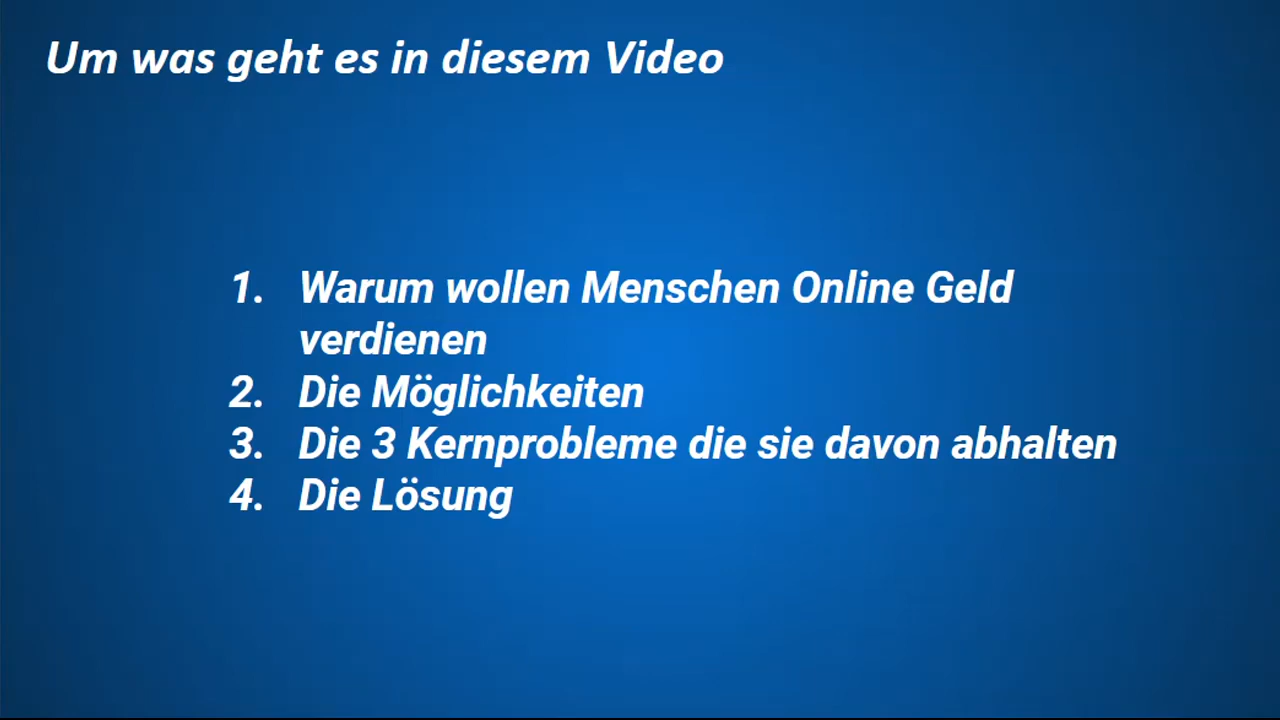 Um was geht es in diesem Video
1. Warum wollen Menschen Online Geld
verdienen
2. Die Möglichkeiten
3. Die 3 Kernprobleme die sie davon abhalten
4. Die Lösung